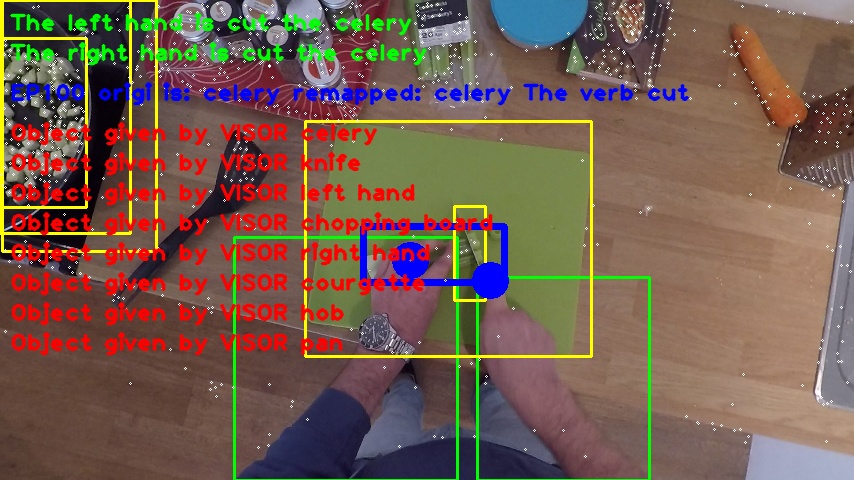 The left hand is cut the celery
The right hand is cut the celery
EP100 origi is: celery remapped: celery The verb cut
Object given by VISOR celery
Object given by VISOR knife
Object given by VISOR left hand
Object given by VISOR chopping board
Object given by VISOR right hand
Object given by VISOR courgette
Object given by VISOR hob
Object given by VISOR pan